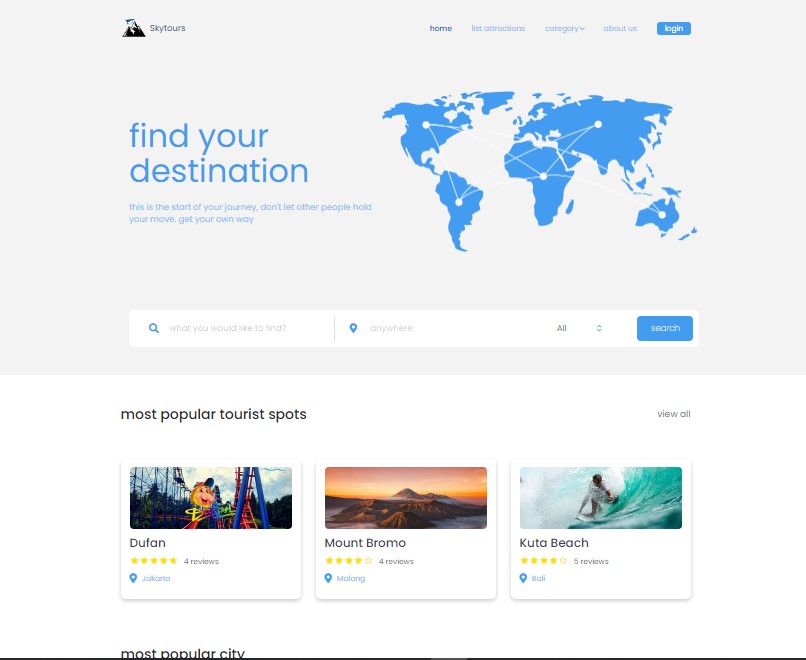 Skytours
home list attractions category about us login
find your
destination
this is the start of your journey, don't let other people hold
your move. get your own way
what you would like to find? anywhere All search
most popular tourist spots view all
Dufan
4 reviews
Jakarta
Mount Bromo
4 reviews
Malang
Kuta Beach
5 reviews
Bali
most popular city